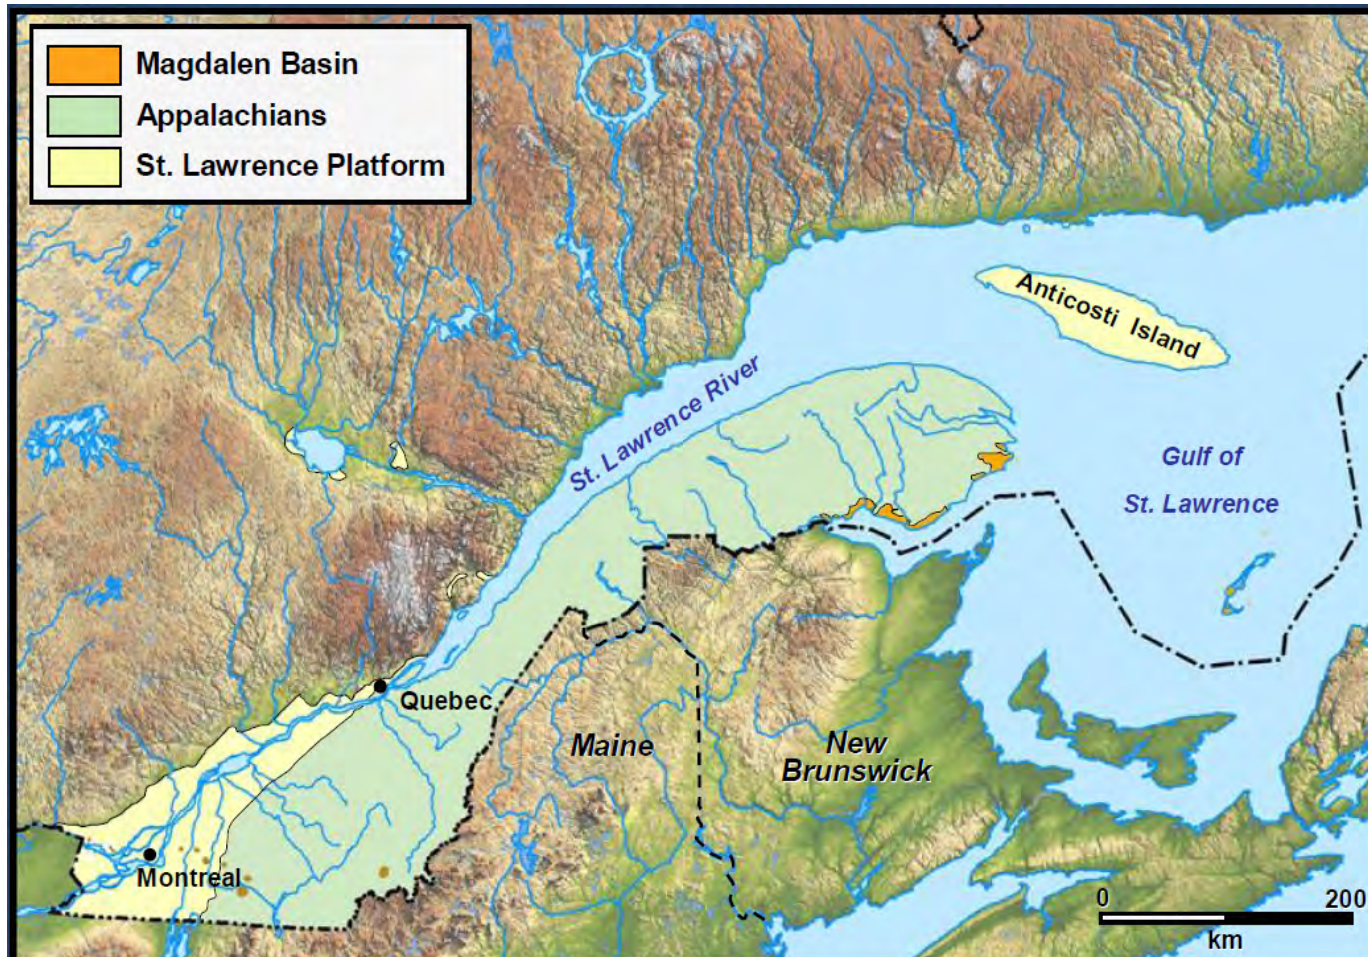 Magdalen Basin
Appalachians
St. Lawrence Platform
Anticosti Island
St. Lawrence River
Gulf of
St. Lawrence
Quebec
Maine
New
Brunswick
Montreal
0 200
km